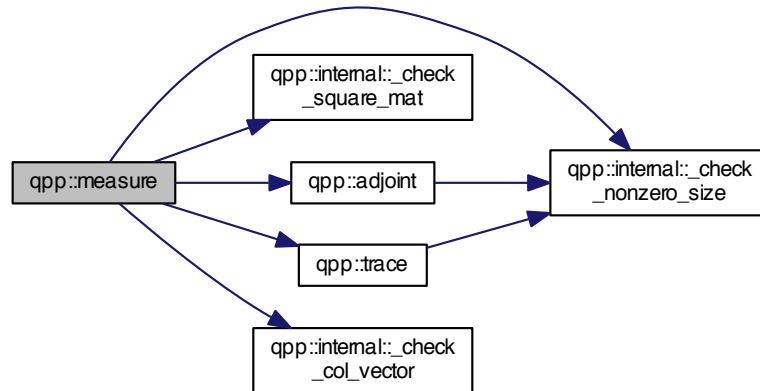 qpp::internal::_check
_square_mat
qpp::measure
qpp::adjoint
qpp::internal::_check
_nonzero_size
qpp::trace
qpp::internal::_check
_col_vector